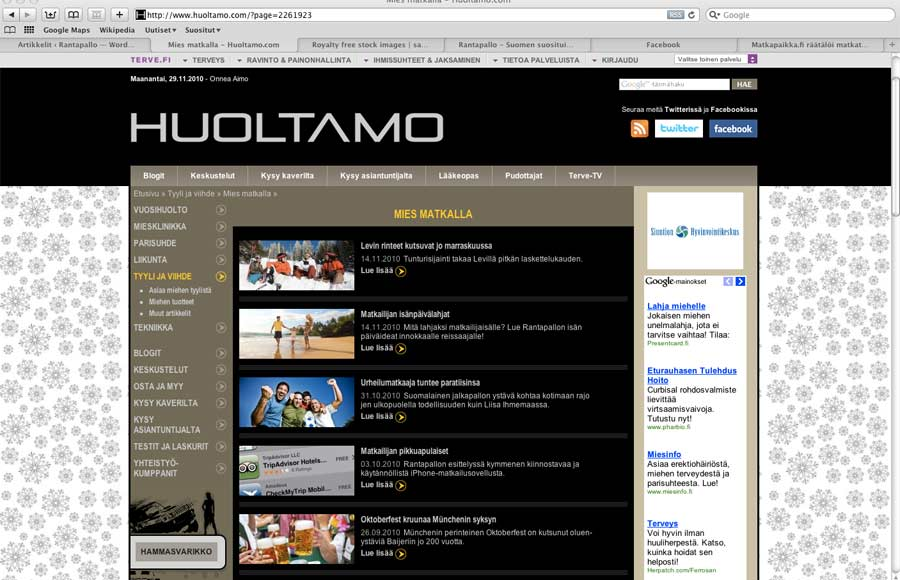 Mies matkalla – Huoltamo.com
http://www.huoltamo.com/?page=2261923
RSS
Google
Google Maps Wikipedia Uutiset Suositut
Artikkelit ‹ Rantapallo — Word...
Mies matkalla – Huoltamo.com
Royalty free stock images | sa...
Rantapallo – Suomen suositui...
Facebook
Matkapaikka.fi räätälöi matkat...
TERVE.FI TERVEYS RAVINTO & PAINONHALLINTA IHMISSUHTEET & JAKSAMINEN TIETOA PALVELUISTA KIRJAUDU
Valitse toinen palvelu
Maanantai, 29.11.2010 - Onnea Aimo
Google™ -täsmähaku
HAE
HUOLTAMO
Seuraa meitä Twitterissä ja Facebookissa
twitter
facebook
Blogit Keskustelut Kysy kaverilta Kysy asiantuntijalta Lääkeopas Pudottajat Terve-TV
Etusivu » Tyyli ja viihde » Mies matkalla »
VUOSIHUOLTO
MIESKLINIKKA
PARISUHDE
LIIKUNTA
TYYLI JA VIIHDE
Asiaa miehen tyylistä
Miehen tuotteet
Muut artikkelit
TEKNIIKKA
BLOGIT
KESKUSTELUT
OSTA JA MYY
KYSY KAVERILTA
KYSY
ASIANTUNTIJALTA
TESTIT JA LASKURIT
YHTEISTYÖ-
KUMPPANIT
HAMMASVARIKKO
MIES MATKALLA
Levin rinteet kutsuvat jo marraskuussa
14.11.2010 Tunturisijainti takaa Levillä pitkän laskettelukauden.
Lue lisää
Matkailijan isänpäivälahjat
14.11.2010 Mitä lahjaksi matkailijaisälle? Lue Rantapallon isän
päiväideat innokkaalle reissaajalle!
Lue lisää
Urheilumatkaaja tuntee paratiisinsa
31.10.2010 Suomalainen jalkapallon ystävä kohtaa kotimaan rajo
jen ulkopuolella todellisuuden kuin Liisa Ihmemaassa.
Lue lisää
TripAdvisor LLC
TripAdvisor Hotels...
6 Ratings
FREE
Amadeus
CheckMyTrip Mobil...
FREE
Matkailijan pikkuapulaiset
03.10.2010 Rantapallon esittelyssä kymmenen kiinnostavaa ja
käytännöllistä iPhone-matkailusovellusta.
Lue lisää
Oktoberfest kruunaa Münchenin syksyn
26.09.2010 Münchenin perinteinen Oktoberfest on kutsunut oluen-
ystäviä Baijeriin jo 200 vuotta.
Lue lisää
Siuntion Hyvinvointikeskus
Google-mainokset
Lahja miehelle
Jokaisen miehen
unelmalahja, jota ei
tarvitse vaihtaa! Tilaa:
Presentcard.fi
Eturauhasen Tulehdus
Hoito
Curbisal rohdosvalmiste
lievittää
virtsaamisvaivoja.
Tutustu nyt!
www.pharbio.fi
Miesinfo
Asiaa erektiohäiriöstä,
miehen terveydestä ja
parisuhteesta. Lue!
www.miesinfo.fi
Terveys
Voi hyvin ilman
huuliherpestä. Katso,
kuinka hoidat sen
helposti!
Herpatch.com/Ferrosan